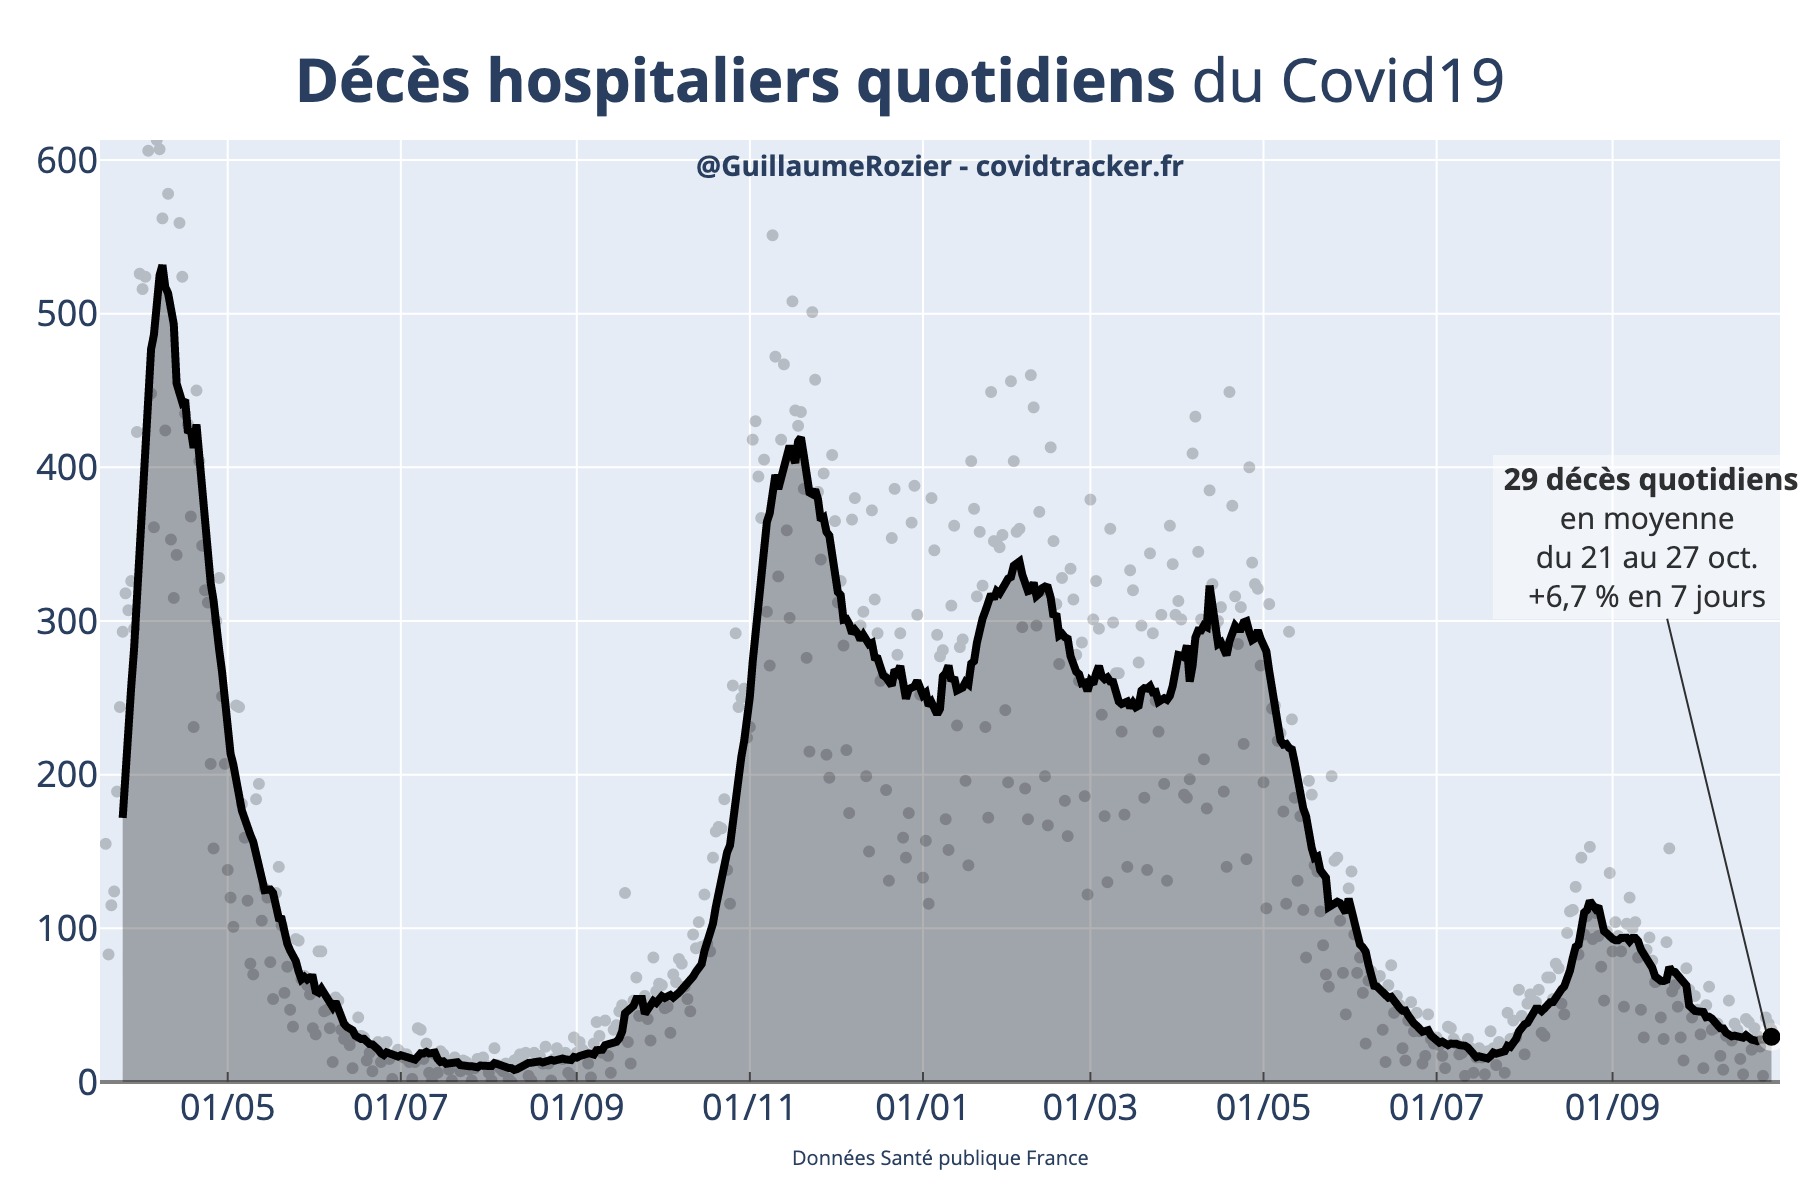 Décès hospitaliers quotidiens du Covid19
@GuillaumeRozier - covidtracker.fr
600
500
400
300
200
100
0
29 décès quotidiens
en moyenne
du 21 au 27 oct.
+6,7 % en 7 jours
01/05 01/07 01/09 01/11 01/01 01/03 01/05 01/07 01/09
Données Santé publique France